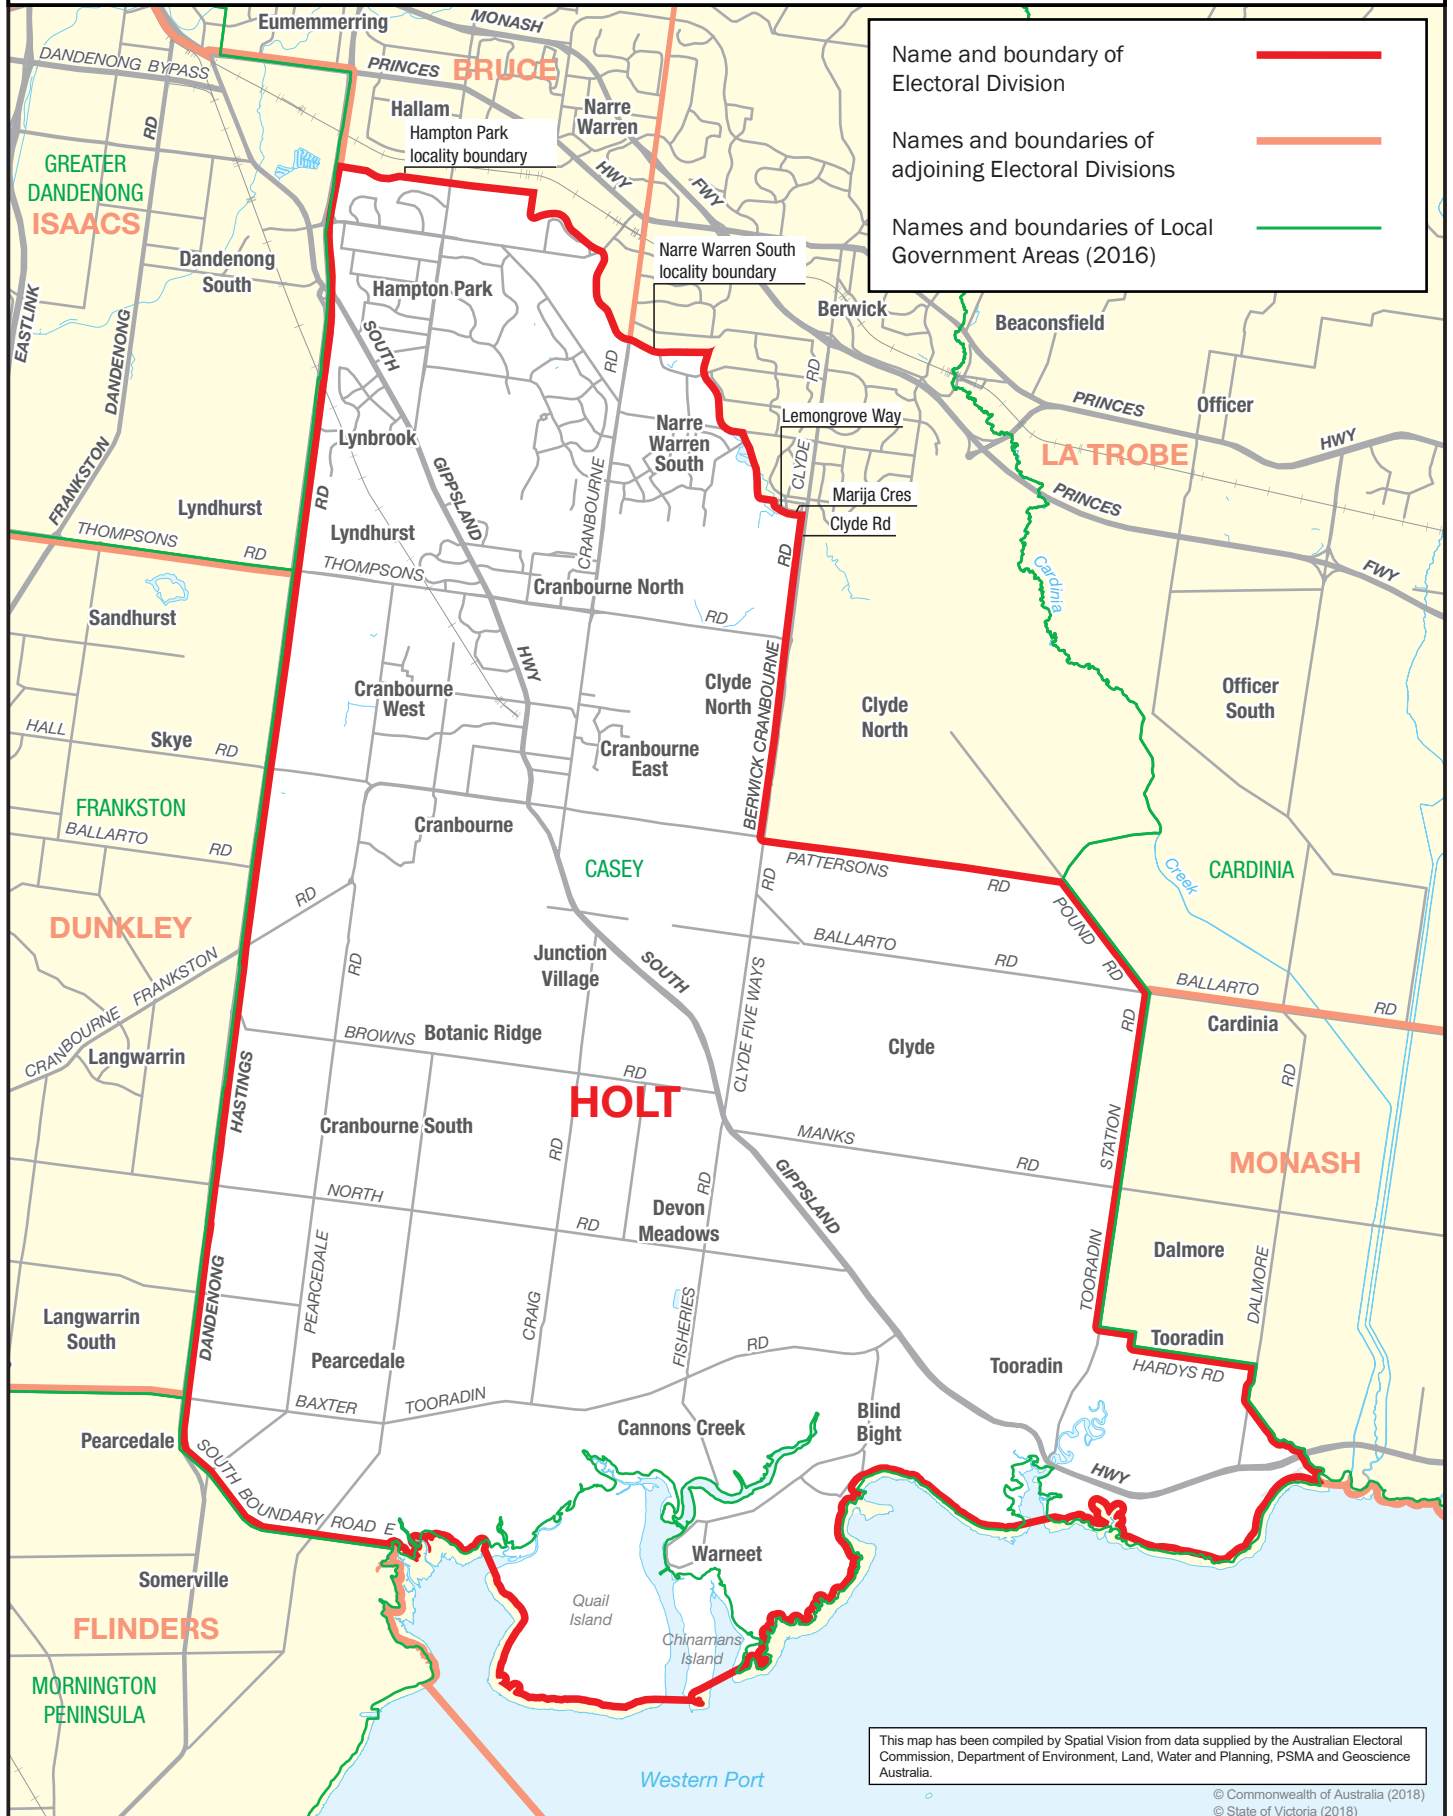 Name and boundary of
Electoral Division
Names and boundaries of
adjoining Electoral Divisions
Names and boundaries of Local
Government Areas (2016)
Eumemmerring
MONASH
DANDENONG BYPASS
PRINCES
BRUCE
Hallam
Narre
Warren
RD
Hampton Park
locality boundary
HWY
FWY
GREATER
DANDENONG
ISAACS
Dandenong
South
Narre Warren South
locality boundary
EASTLINK
Hampton Park
Berwick
Beaconsfield
SOUTH
RD
RD
DANDENONG
PRINCES
Officer
HWY
Lemongrove Way
Narre
Warren
South
Lynbrook
CLYDE
LA TROBE
FRANKSTON
GIPPSLAND
RD
CRANBOURNE
Marija Cres
PRINCES
Lyndhurst
Clyde Rd
Lyndhurst
THOMPSONS
RD
RD
THOMPSONS
FWY
Cardinia
Cranbourne North
Sandhurst
RD
HWY
BERWICK CRANBOURNE
Cranbourne
West
Clyde
North
Clyde
North
Officer
South
HALL
Skye
RD
Cranbourne
East
FRANKSTON
BALLARTO
RD
Cranbourne
CASEY
PATTERSONS
RD
RD
Creek
CARDINIA
DUNKLEY
RD
POUND
RD
BALLARTO
RD
Junction
Village
SOUTH
RD
CRANBOURNE
FRANKSTON
BALLARTO
RD
Cardinia
CLYDE FIVE WAYS
RD
BROWNS
Botanic Ridge
RD
Clyde
Langwarrin
HASTINGS
HOLT
RD
Cranbourne South
MANKS
RD
STATION
RD
MONASH
NORTH
RD
RD
GIPPSLAND
Devon
Meadows
Dalmore
PEARCEDALE
TOORADIN
DALMORE
DANDENONG
Langwarrin
South
CRAIG
FISHERIES
RD
Tooradin
Pearcedale
Tooradin
HARDYS RD
BAXTER
TOORADIN
Cannons Creek
Blind
Bight
Pearcedale
SOUTH BOUNDARY ROAD E
HWY
Warneet
Somerville
Quail
Island
Chinamans
Island
FLINDERS
MORNINGTON
PENINSULA
Western Port
This map has been compiled by Spatial Vision from data supplied by the Australian Electoral
Commission, Department of Environment, Land, Water and Planning, PSMA and Geoscience
Australia.
© Commonwealth of Australia (2018)
© State of Victoria (2018)